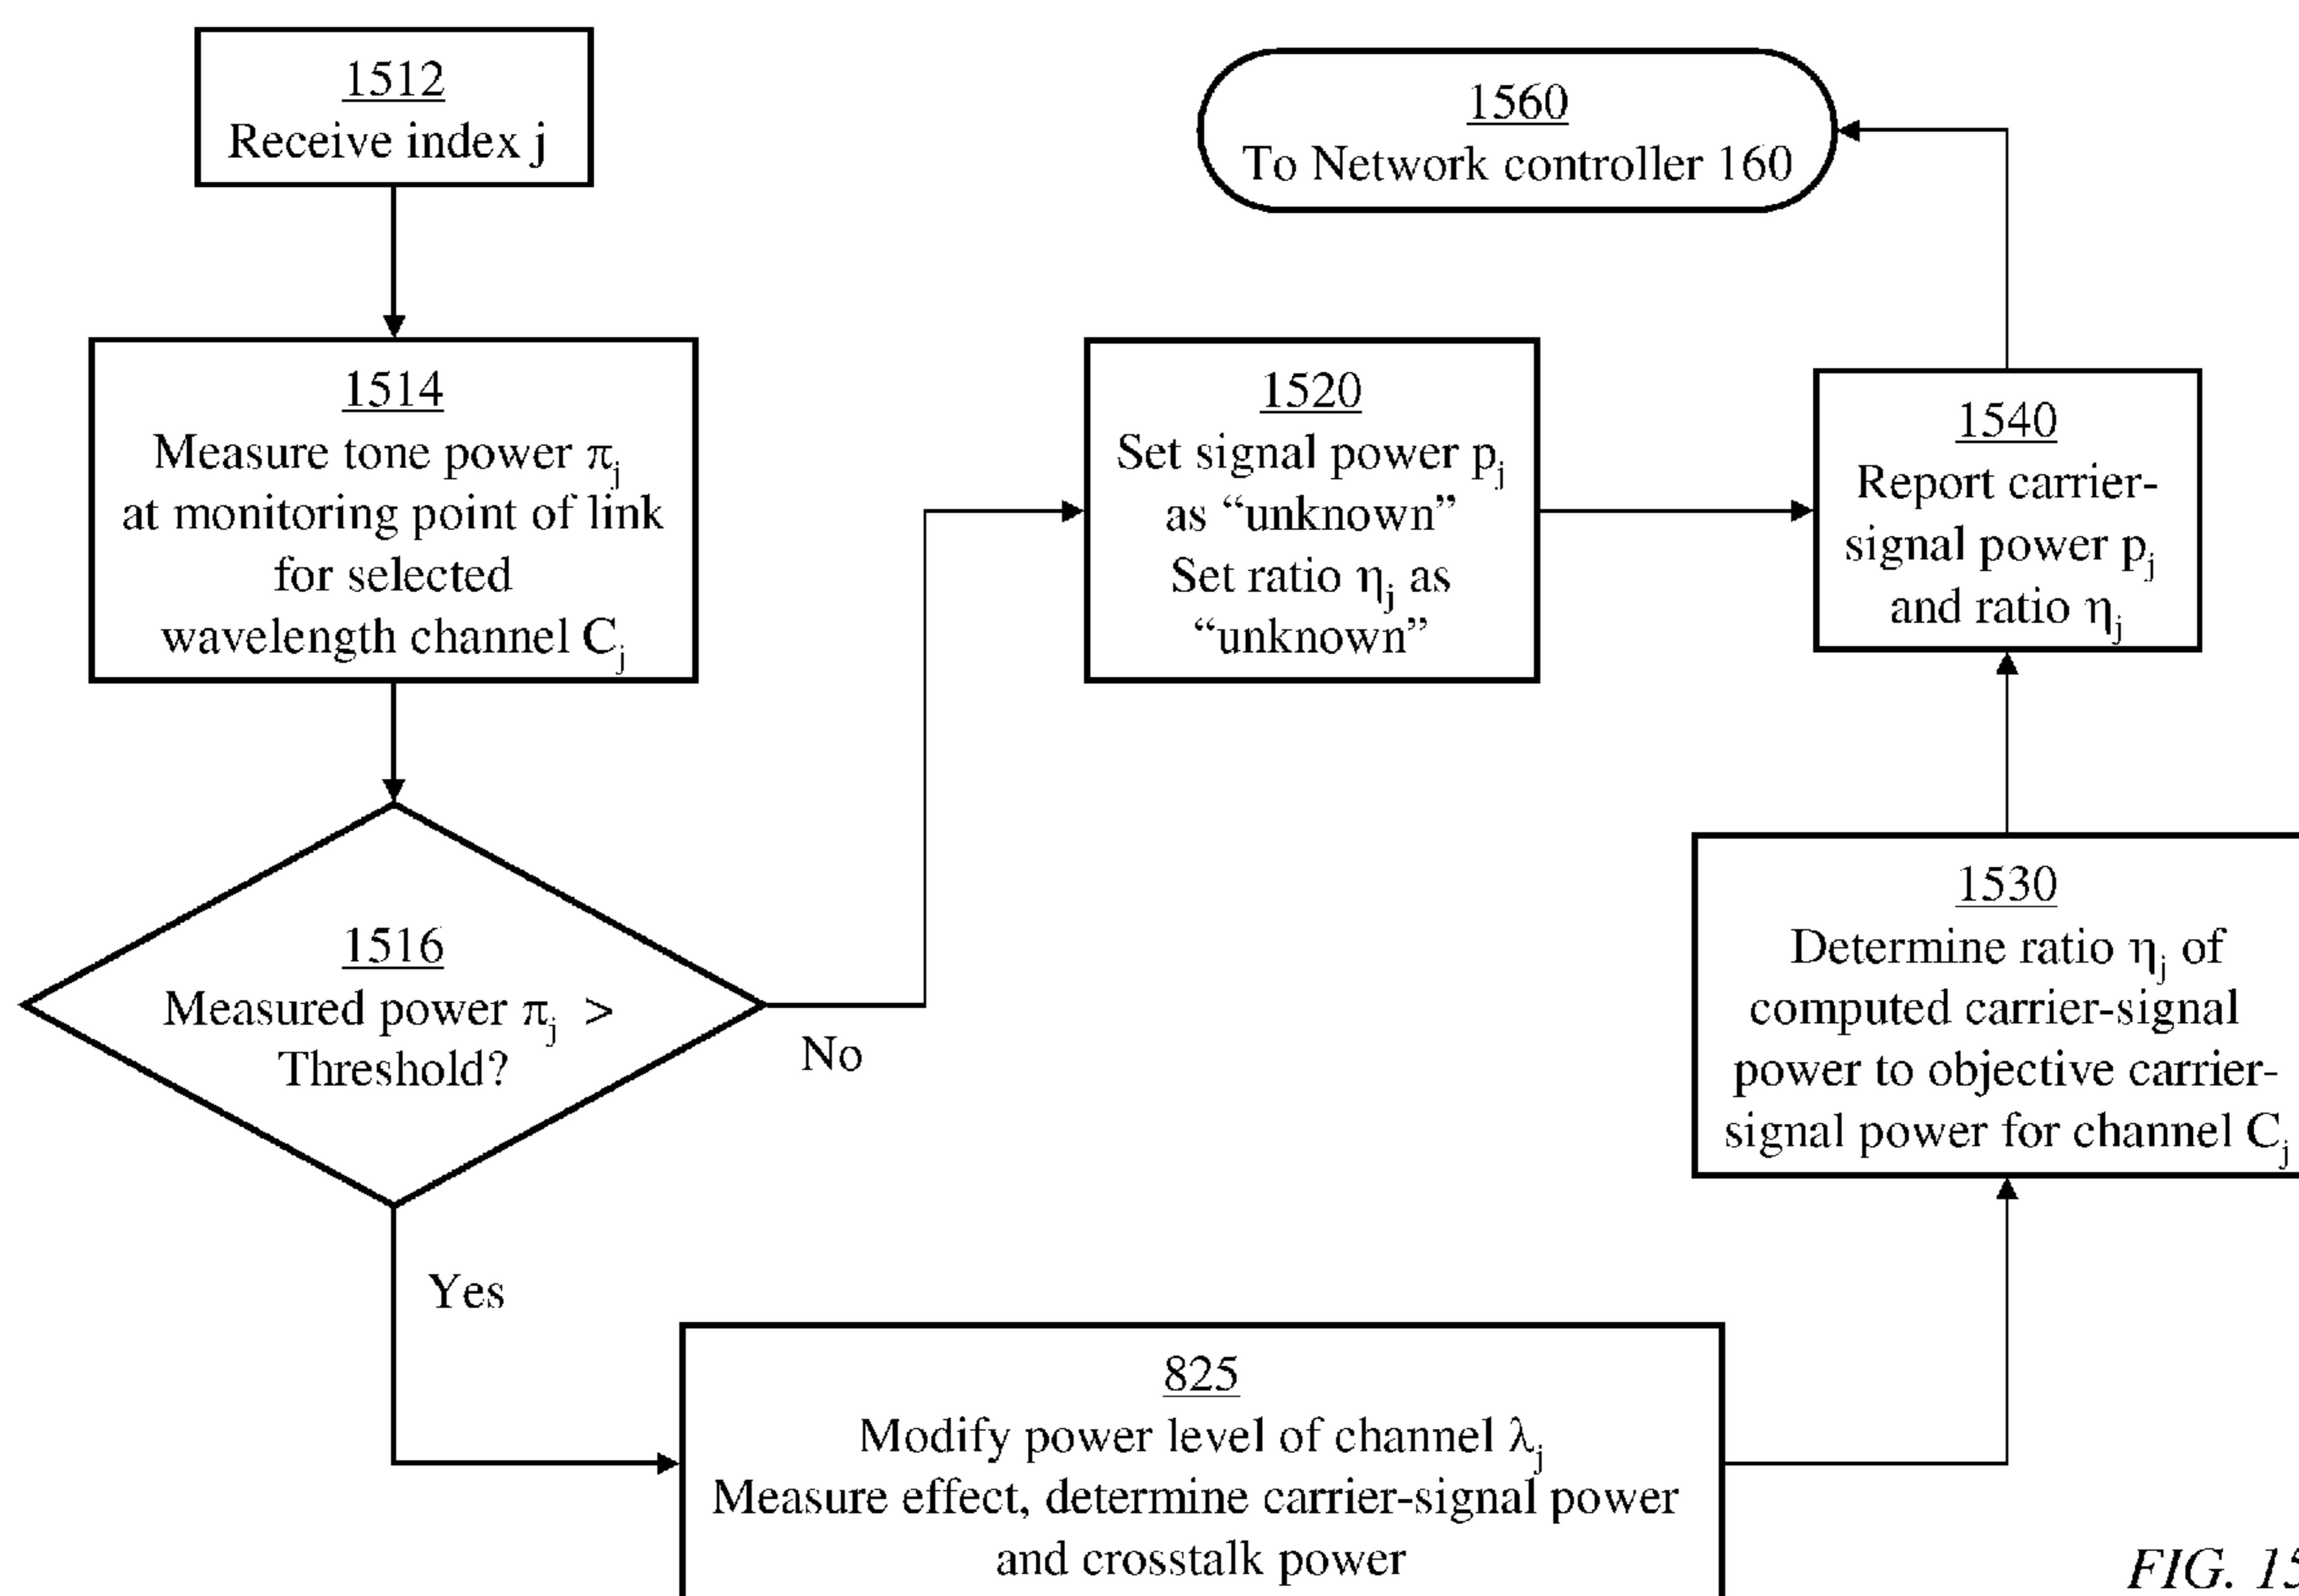 1512
Receive index j
1560
To Network controller 160
1514
Measure tone power πj
at monitoring point of link
for selected
wavelength channel Cj
1520
Set signal power pj
as “unknown”
Set ratio ηj as
“unknown”
1540
Report carrier-
signal power pj
and ratio ηj
1516
Measured power πj >
Threshold?
No
Yes
1530
Determine ratio ηj of
computed carrier-signal
power to objective carrier-
signal power for channel Cj
825
Modify power level of channel λj
Measure effect, determine carrier-signal power
and crosstalk power
FIG. 15